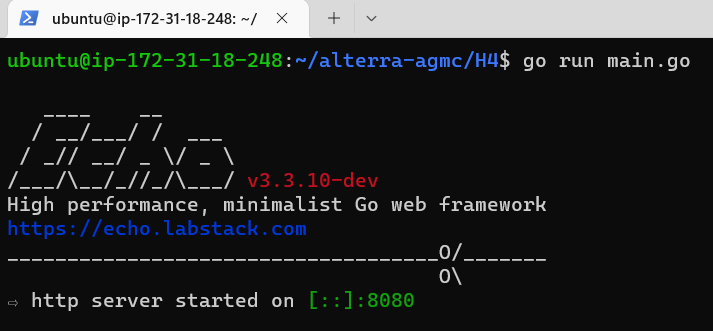 ubuntu@ip-172-31-18-248: ~/
ubuntu@ip-172-31-18-248:~/alterra-agmc/H4$ go run main.go
   ____    __
  / __/___/ /  ___
 / _// __/ _ \/ _ \
/___/\__/_//_/\___/ v3.3.10-dev
High performance, minimalist Go web framework
https://echo.labstack.com
____________________________________O/_______
                                    O\
⇨ http server started on [::]:8080